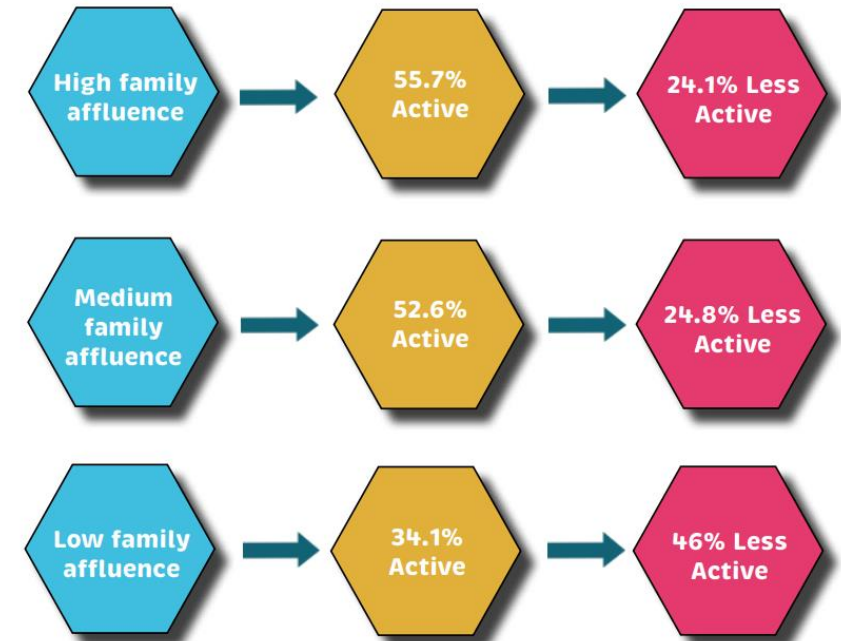 High family
affluence
55.7%
Active
24.1% Less
Active
Medium
family
affluence
52.6%
Active
24.8% Less
Active
Low family
affluence
34.1%
Active
46% Less
Active